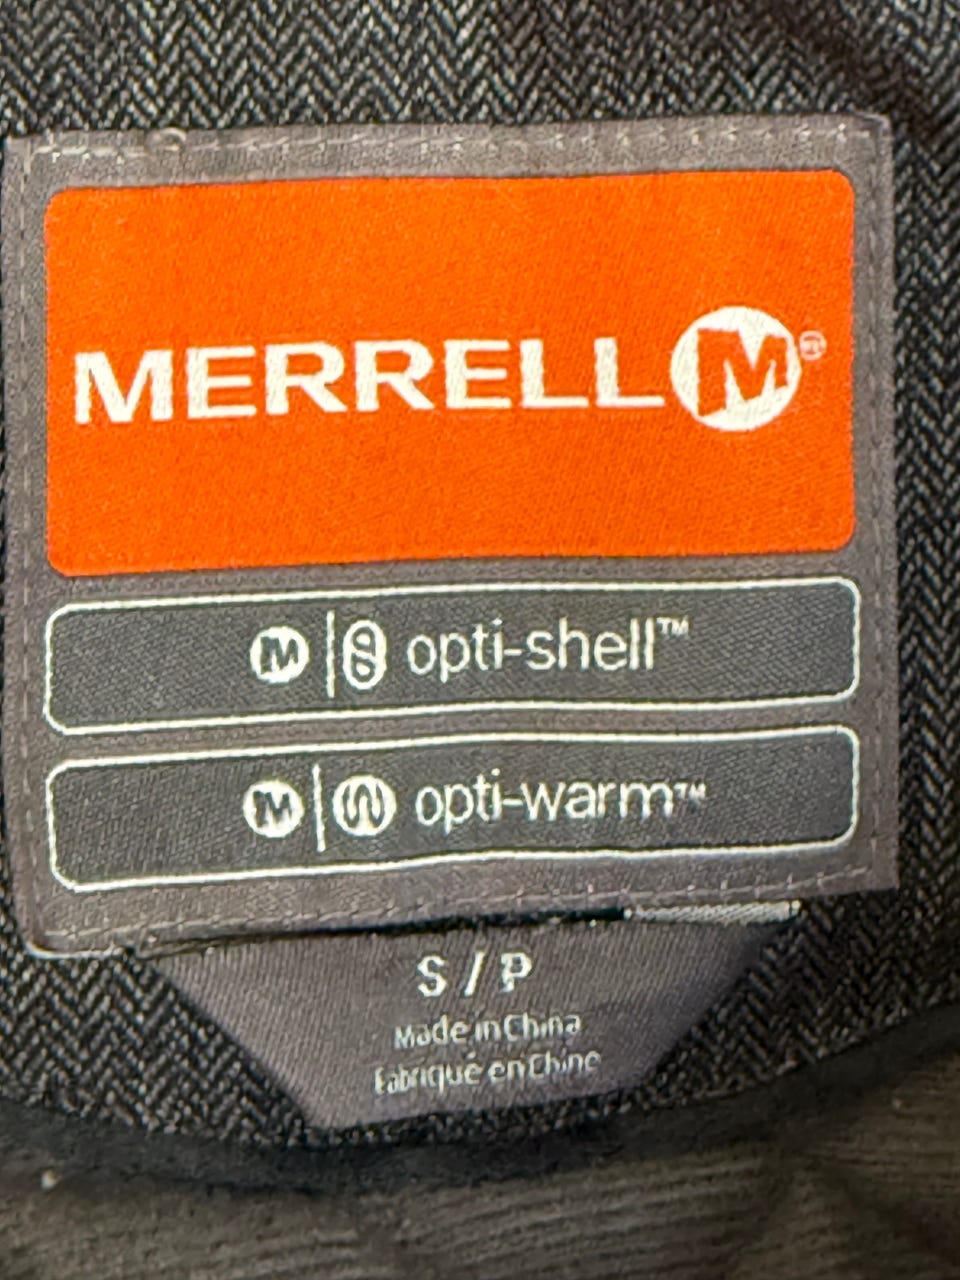 MERRELL M®
M opti-shell™
M opti-warm™
S / P
Made in China
Fabriqué en Chine